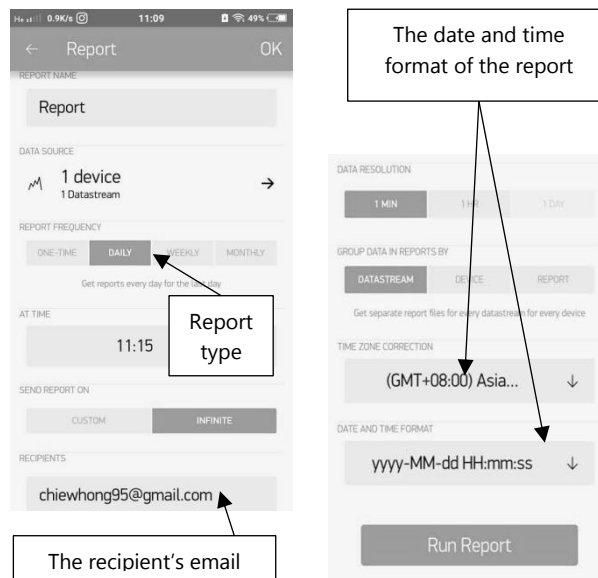 0.9K/s 11:09 49%
← Report OK
REPORT NAME
Report
DATA SOURCE
1 device
1 Datastream
REPORT FREQUENCY
ONE-TIME DAILY WEEKLY MONTHLY
Get reports every day for the last day
AT TIME
11:15
Report
type
SEND REPORT ON
CUSTOM INFINITE
RECIPIENTS
chiewhong95@gmail.com
The recipient's email
The date and time
format of the report
DATA RESOLUTION
1 MIN 1 HR 1 DAY
GROUP DATA IN REPORTS BY
DATASTREAM DEVICE REPORT
Get separate report files for every datastream for every device
TIME ZONE CORRECTION
(GMT+08:00) Asia...
DATE AND TIME FORMAT
yyyy-MM-dd HH:mm:ss
Run Report